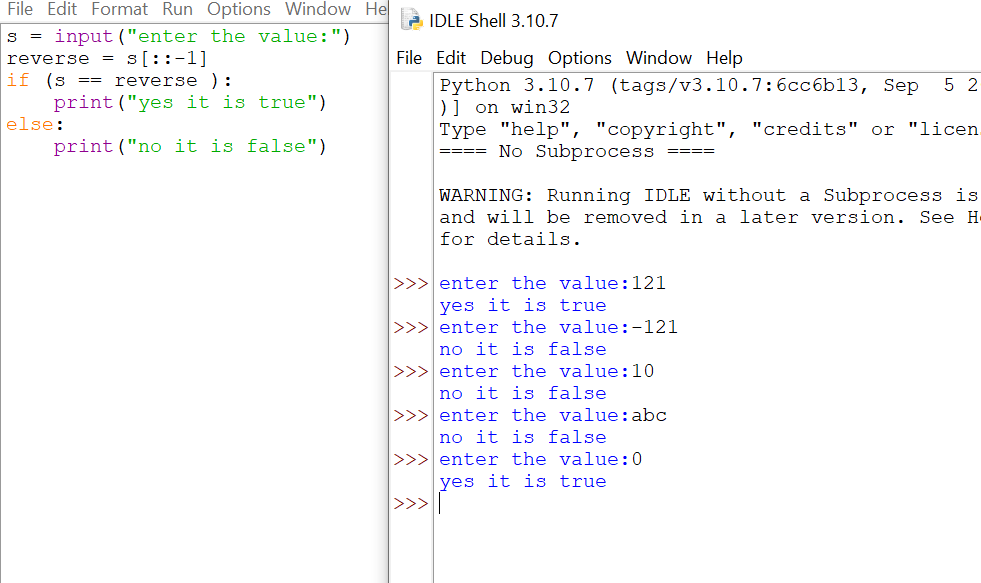 File Edit Format Run Options Window He
s = input("enter the value:")
reverse = s[::-1]
if (s == reverse ):
    print("yes it is true")
else:
    print("no it is false")
IDLE Shell 3.10.7
File Edit Debug Options Window Help
Python 3.10.7 (tags/v3.10.7:6cc6b13, Sep  5 2
)] on win32
Type "help", "copyright", "credits" or "licen
==== No Subprocess ====
WARNING: Running IDLE without a Subprocess is
and will be removed in a later version. See He
for details.
>>> enter the value:121
yes it is true
>>> enter the value:-121
no it is false
>>> enter the value:10
no it is false
>>> enter the value:abc
no it is false
>>> enter the value:0
yes it is true
>>>